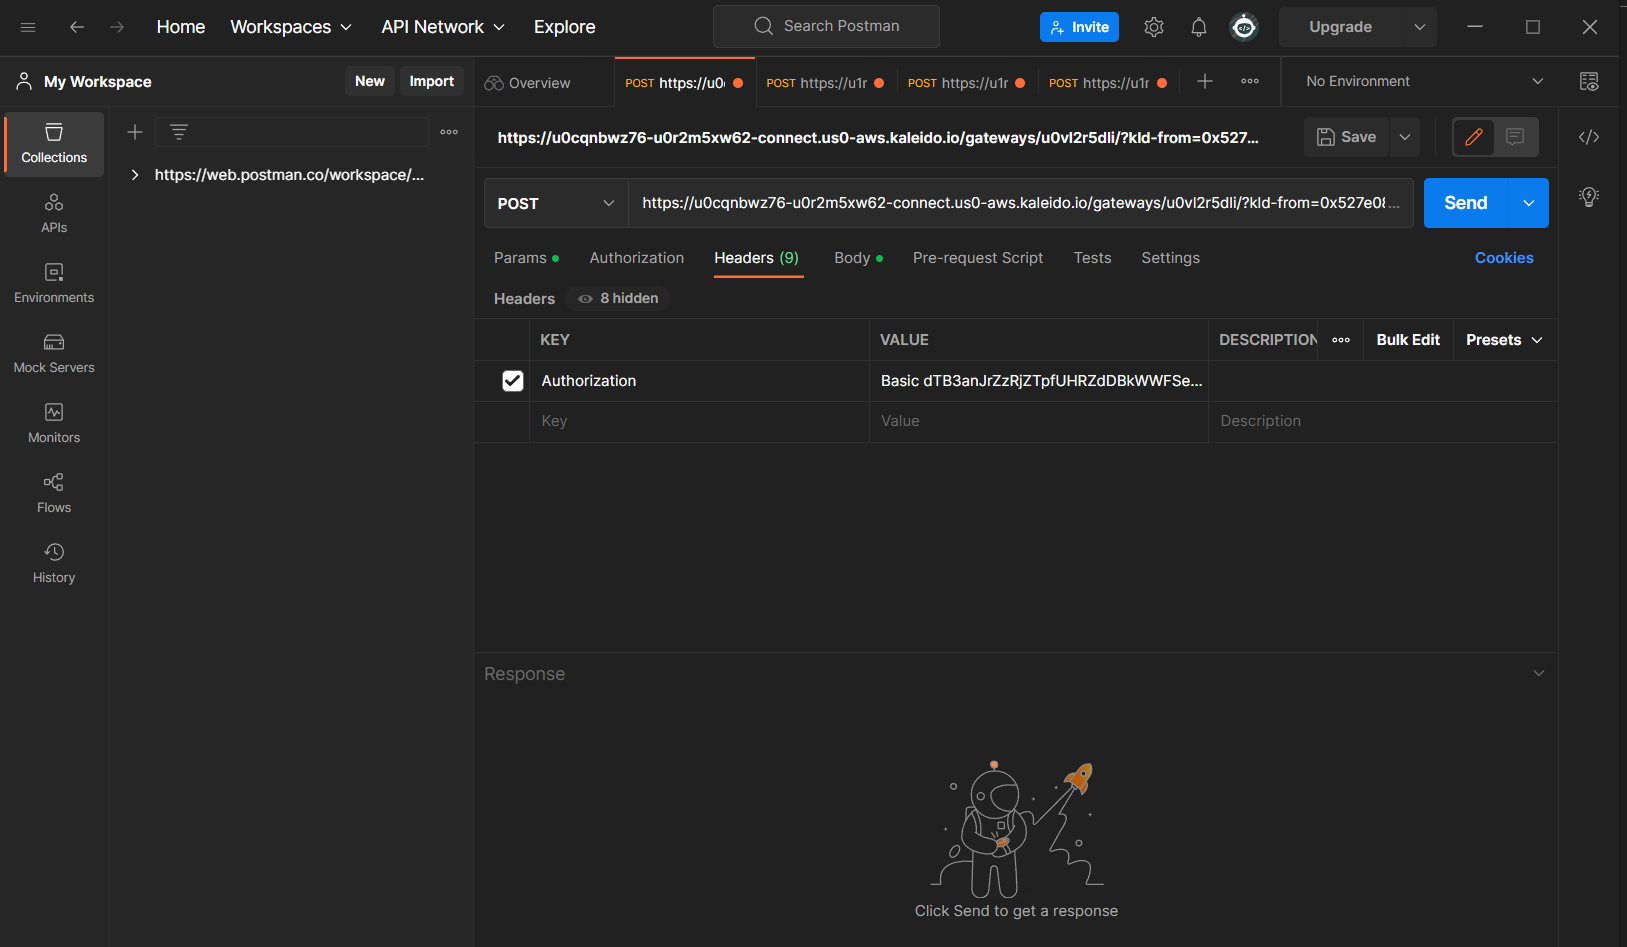 Home Workspaces API Network Explore Search Postman Invite Upgrade
My Workspace New Import Overview POST https://u0 POST https://u1r POST https://u1r POST https://u1r No Environment
https://u0cqnbwz76-u0r2m5xw62-connect.us0-aws.kaleido.io/gateways/u0vl2r5dli/?kld-from=0x527... Save
Collections
https://web.postman.co/workspace/...
POST https://u0cqnbwz76-u0r2m5xw62-connect.us0-aws.kaleido.io/gateways/u0vl2r5dli/?kld-from=0x527e08... Send
APIs
Params Authorization Headers (9) Body Pre-request Script Tests Settings Cookies
Environments
Headers 8 hidden
KEY VALUE DESCRIPTION Bulk Edit Presets
Mock Servers
Authorization Basic dTB3anJrZzRjZTpfUHRZdDBkWWFSe...
Key Value Description
Monitors
Flows
History
Response
Click Send to get a response